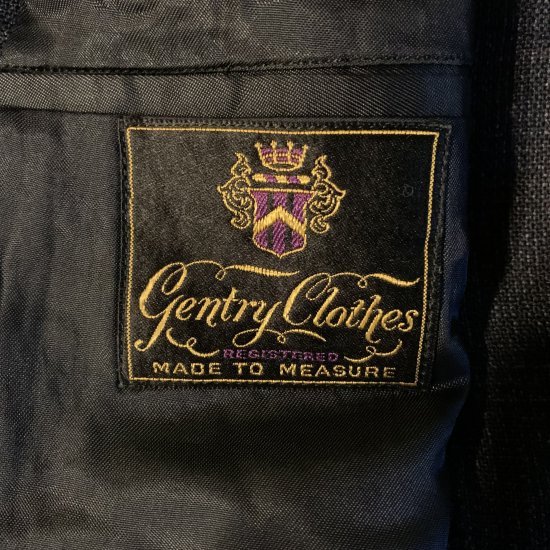 Gentry Clothes
REGISTERED
MADE TO MEASURE